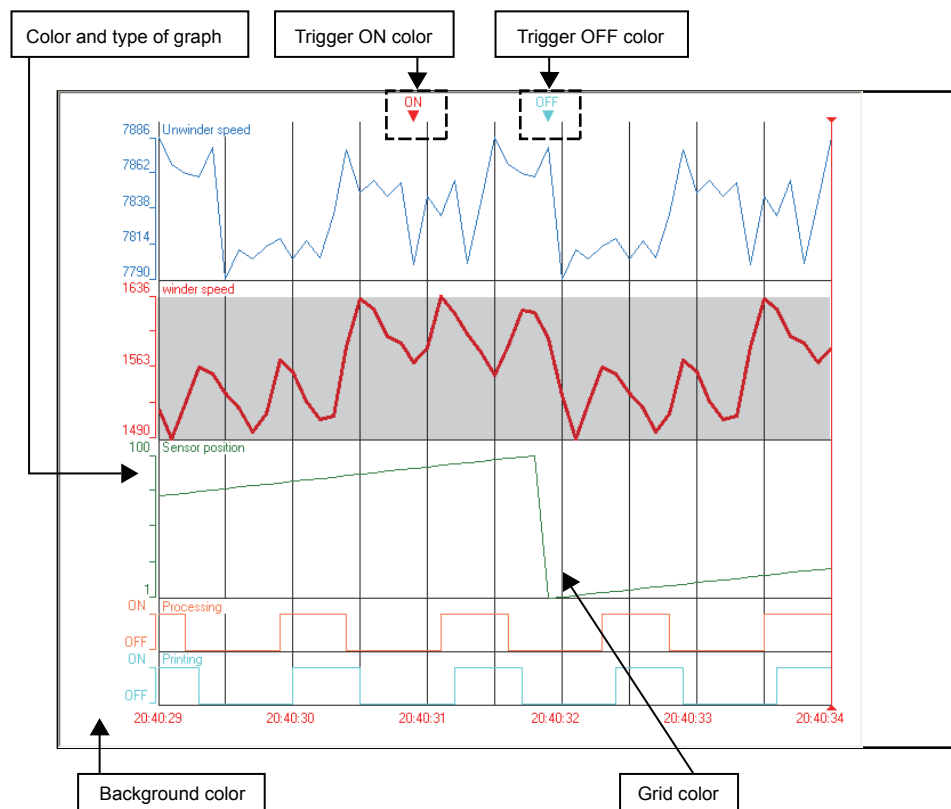 Color and type of graph
Trigger ON color
Trigger OFF color
ON
OFF
7886
Unwinder speed
7862
7838
7814
7790
1636
winder speed
1563
1490
100
Sensor position
1
ON
Processing
OFF
ON
Printing
OFF
20:40:29
20:40:30
20:40:31
20:40:32
20:40:33
20:40:34
Background color
Grid color